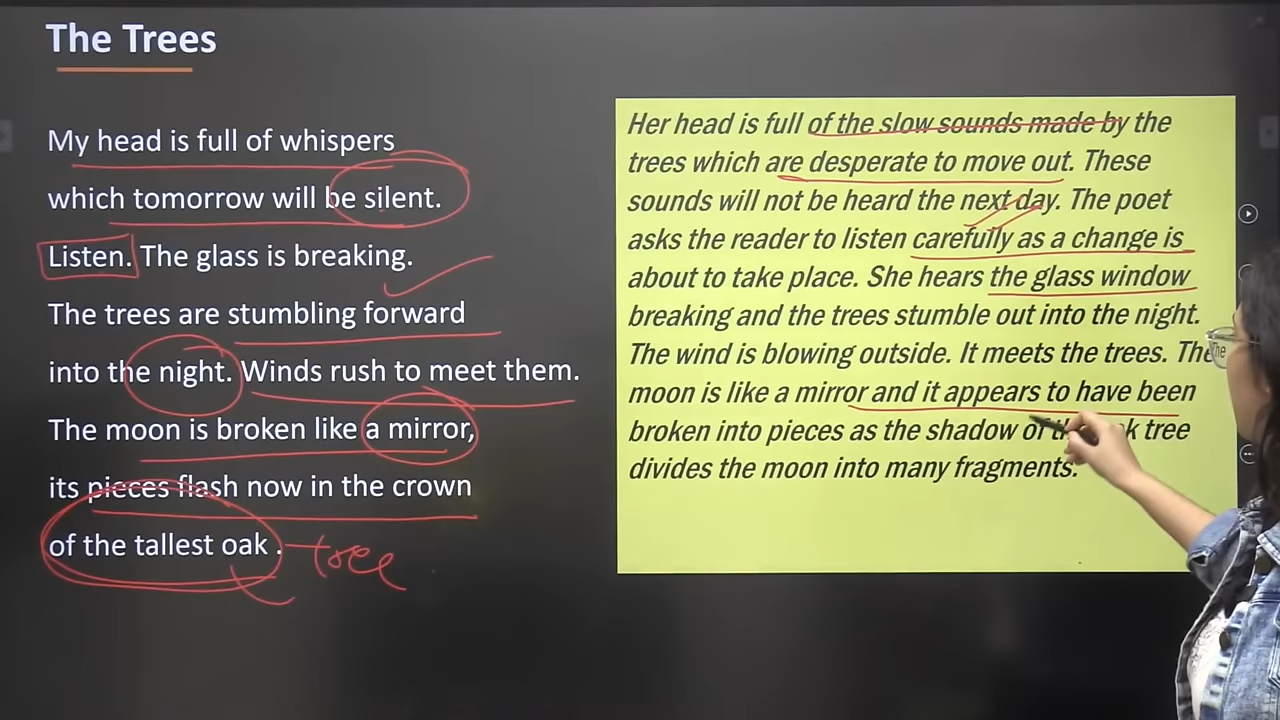 The Trees
My head is full of whispers
which tomorrow will be silent.
Listen. The glass is breaking.
The trees are stumbling forward
into the night. Winds rush to meet them.
The moon is broken like a mirror,
its pieces flash now in the crown
of the tallest oak . tree
Her head is full of the slow sounds made by the
trees which are desperate to move out. These
sounds will not be heard the next day. The poet
asks the reader to listen carefully as a change is
about to take place. She hears the glass window
breaking and the trees stumble out into the night.
The wind is blowing outside. It meets the trees. The
moon is like a mirror and it appears to have been
broken into pieces as the shadow of tree
divides the moon into many fragments.